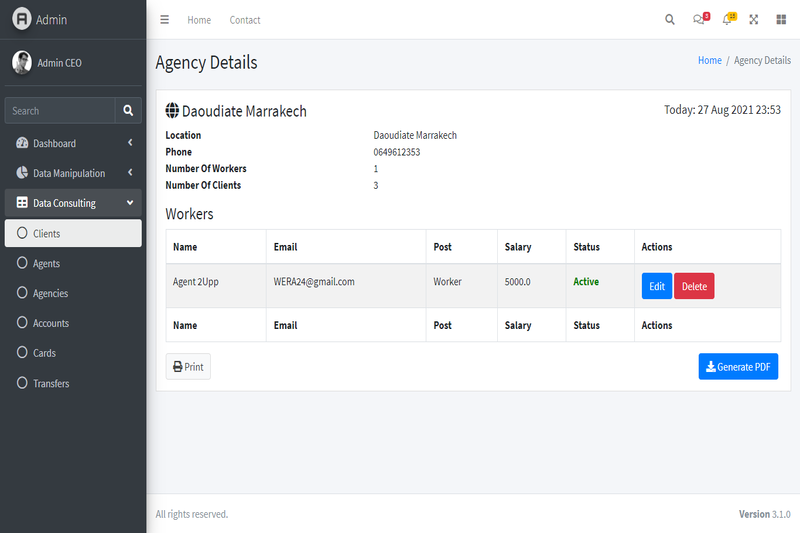 Admin
Home
Contact
3
15
Admin CEO
Agency Details
Home / Agency Details
Search
Dashboard
Data Manipulation
Data Consulting
Clients
Agents
Agencies
Accounts
Cards
Transfers
Daoudiate Marrakech
Today: 27 Aug 2021 23:53
Location Daoudiate Marrakech
Phone 0649612353
Number Of Workers 1
Number Of Clients 3
Workers
Name Email Post Salary Status Actions
Agent 2Upp WERA24@gmail.com Worker 5000.0 Active Edit Delete
Name Email Post Salary Status Actions
Print
Generate PDF
All rights reserved.
Version 3.1.0